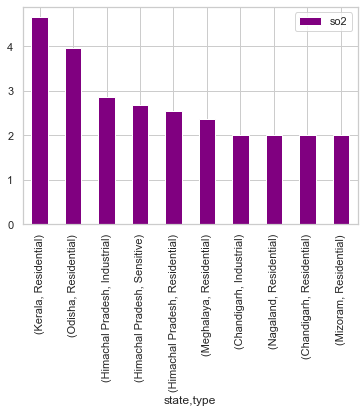 so2
4
3
2
1
0
(Kerala, Residential)
(Odisha, Residential)
(Himachal Pradesh, Industrial)
(Himachal Pradesh, Sensitive)
(Himachal Pradesh, Residential)
(Meghalaya, Residential)
(Chandigarh, Industrial)
(Nagaland, Residential)
(Chandigarh, Residential)
(Mizoram, Residential)
state,type